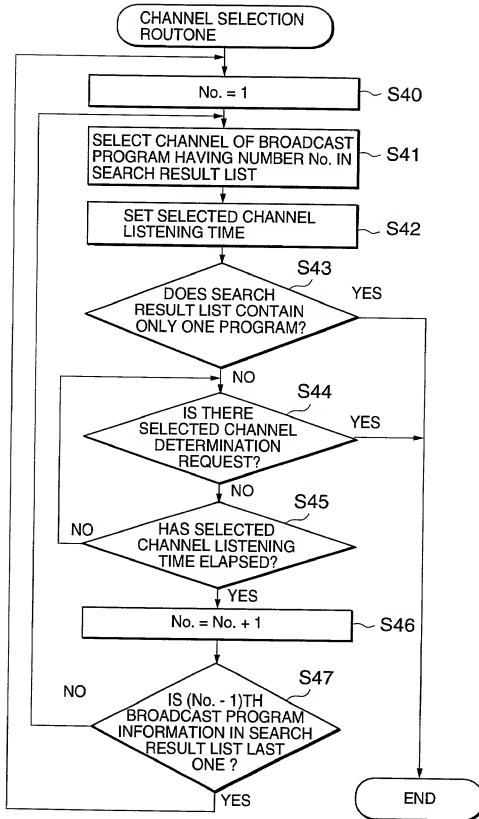 CHANNEL SELECTION
ROUTONE
No. = 1
S40
SELECT CHANNEL OF BROADCAST
PROGRAM HAVING NUMBER No. IN
SEARCH RESULT LIST
S41
SET SELECTED CHANNEL
LISTENING TIME
S42
S43
DOES SEARCH
RESULT LIST CONTAIN
ONLY ONE PROGRAM?
YES
NO
S44
IS THERE
SELECTED CHANNEL
DETERMINATION
REQUEST?
YES
NO
S45
HAS SELECTED
CHANNEL LISTENING
TIME ELAPSED?
NO
YES
No. = No. + 1
S46
S47
IS (No. - 1)TH
BROADCAST PROGRAM
INFORMATION IN SEARCH
RESULT LIST LAST
ONE ?
NO
YES
END